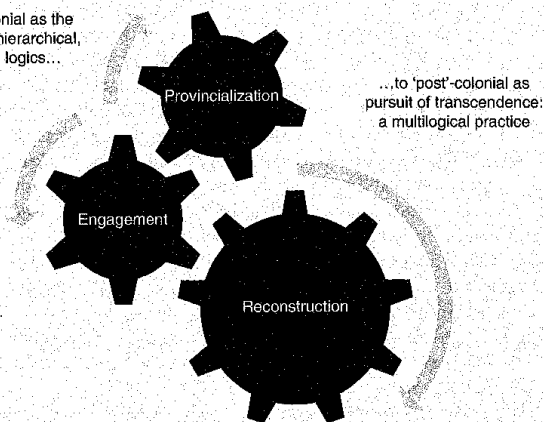 onial as the
hierarchical,
logics...
...to 'post'-colonial as
pursuit of transcendence:
a multilogical practice
Provincialization
Engagement
Reconstruction